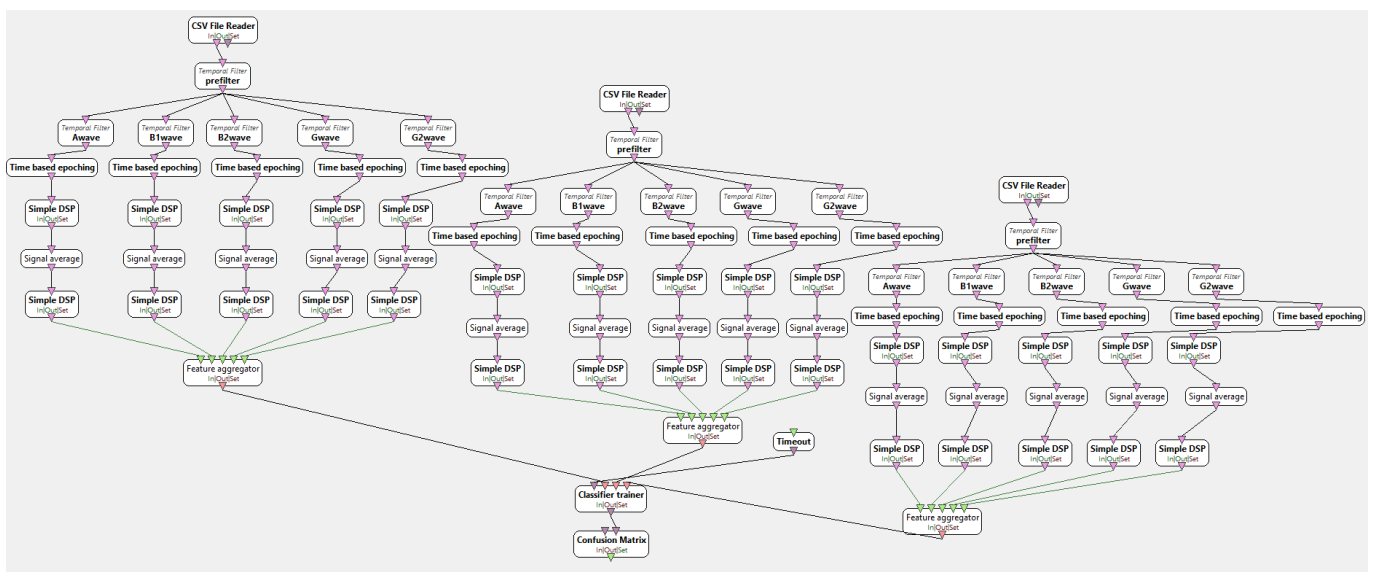 CSV File Reader
In|Out|Set
Temporal Filter
prefilter
Temporal Filter
Awave
Temporal Filter
B1wave
Temporal Filter
B2wave
Temporal Filter
Gwave
Temporal Filter
G2wave
Time based epoching
Time based epoching
Time based epoching
Time based epoching
Time based epoching
Simple DSP
In|Out|Set
Simple DSP
In|Out|Set
Simple DSP
In|Out|Set
Simple DSP
In|Out|Set
Simple DSP
In|Out|Set
Signal average
Signal average
Signal average
Signal average
Signal average
Simple DSP
In|Out|Set
Simple DSP
In|Out|Set
Simple DSP
In|Out|Set
Simple DSP
In|Out|Set
Simple DSP
In|Out|Set
Feature aggregator
In|Out|Set
CSV File Reader
In|Out|Set
Temporal Filter
prefilter
Temporal Filter
Awave
Temporal Filter
B1wave
Temporal Filter
B2wave
Temporal Filter
Gwave
Temporal Filter
G2wave
Time based epoching
Time based epoching
Time based epoching
Time based epoching
Time based epoching
Simple DSP
In|Out|Set
Simple DSP
In|Out|Set
Simple DSP
In|Out|Set
Simple DSP
In|Out|Set
Simple DSP
In|Out|Set
Signal average
Signal average
Signal average
Signal average
Signal average
Simple DSP
In|Out|Set
Simple DSP
In|Out|Set
Simple DSP
In|Out|Set
Simple DSP
In|Out|Set
Simple DSP
In|Out|Set
Feature aggregator
In|Out|Set
Timeout
CSV File Reader
In|Out|Set
Temporal Filter
prefilter
Temporal Filter
Awave
Temporal Filter
B1wave
Temporal Filter
B2wave
Temporal Filter
Gwave
Temporal Filter
G2wave
Time based epoching
Time based epoching
Time based epoching
Time based epoching
Time based epoching
Simple DSP
In|Out|Set
Simple DSP
In|Out|Set
Simple DSP
In|Out|Set
Simple DSP
In|Out|Set
Simple DSP
In|Out|Set
Signal average
Signal average
Signal average
Signal average
Signal average
Simple DSP
In|Out|Set
Simple DSP
In|Out|Set
Simple DSP
In|Out|Set
Simple DSP
In|Out|Set
Simple DSP
In|Out|Set
Feature aggregator
In|Out|Set
Classifier trainer
In|Out|Set
Confusion Matrix
In|Out|Set